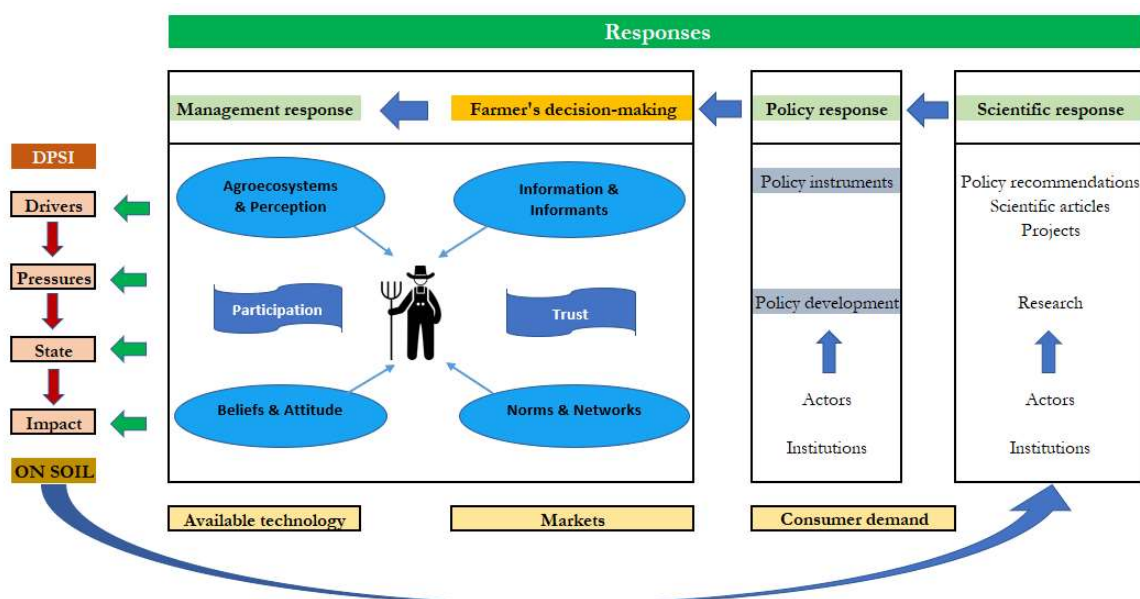 Responses
Management response
Farmer's decision-making
Policy response
Scientific response
DPSI
Drivers
Pressures
State
Impact
ON SOIL
Agroecosystems
& Perception
Information &
Informants
Participation
Trust
Beliefs & Attitude
Norms & Networks
Policy instruments
Policy development
Actors
Institutions
Policy recommendations
Scientific articles
Projects
Research
Actors
Institutions
Available technology
Markets
Consumer demand